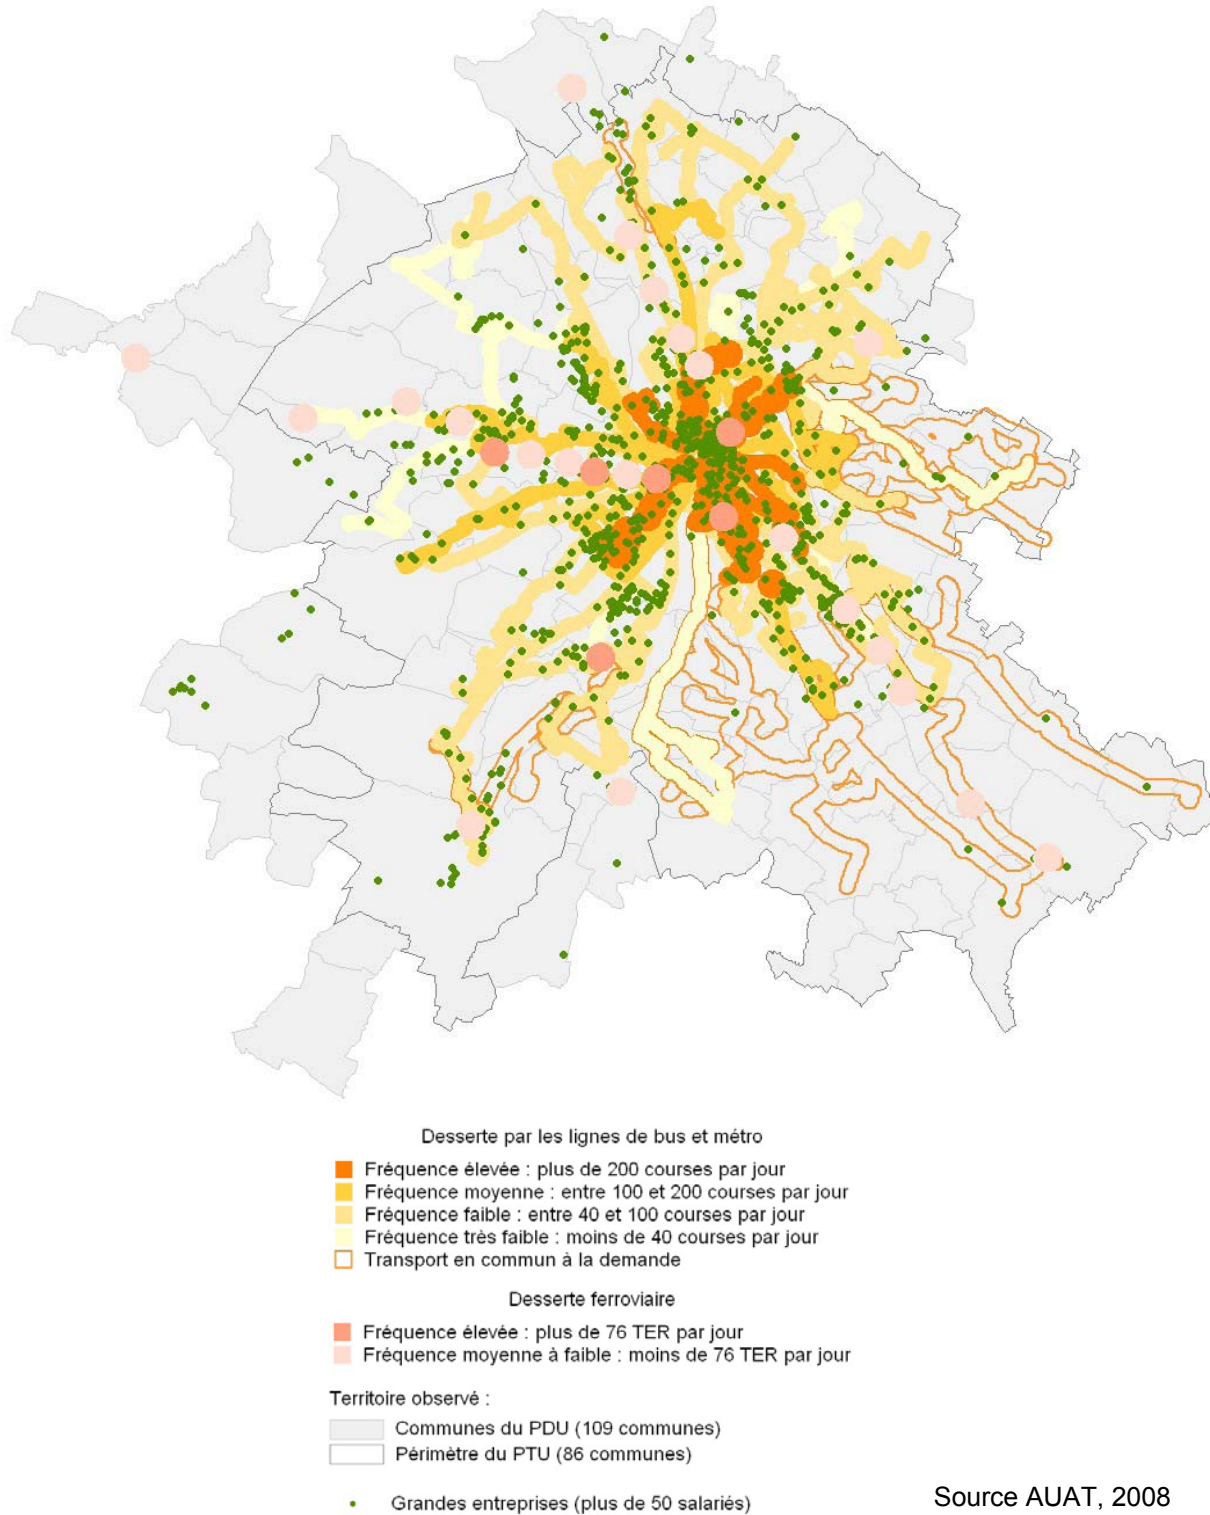 Desserte par les lignes de bus et métro
Fréquence élevée : plus de 200 courses par jour
Fréquence moyenne : entre 100 et 200 courses par jour
Fréquence faible : entre 40 et 100 courses par jour
Fréquence très faible : moins de 40 courses par jour
Transport en commun à la demande
Desserte ferroviaire
Fréquence élevée : plus de 76 TER par jour
Fréquence moyenne à faible : moins de 76 TER par jour
Territoire observé :
Communes du PDU (109 communes)
Périmètre du PTU (86 communes)
Grandes entreprises (plus de 50 salariés)
Source AUAT, 2008